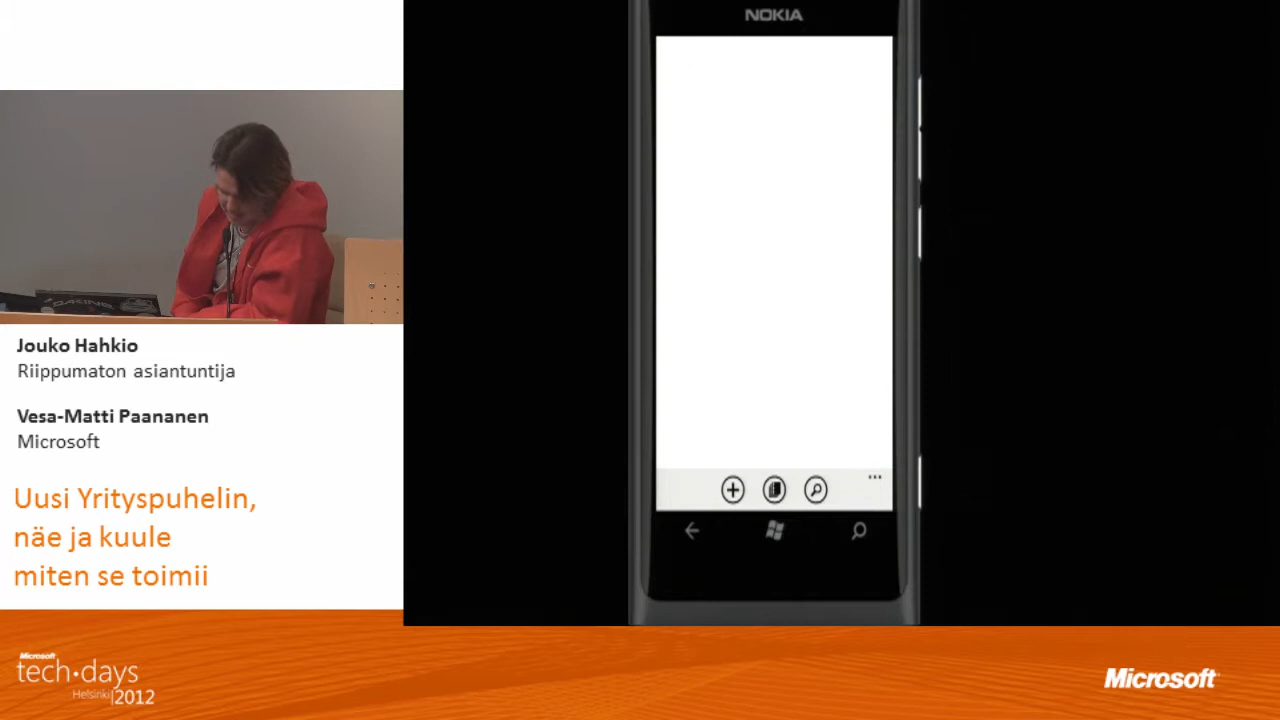 NOKIA
Jouko Hahkio
Riippumaton asiantuntija
Vesa-Matti Paananen
Microsoft
Uusi Yrityspuhelin,
näe ja kuule
miten se toimii
Microsoft
tech·days
Helsinki|2012
Microsoft